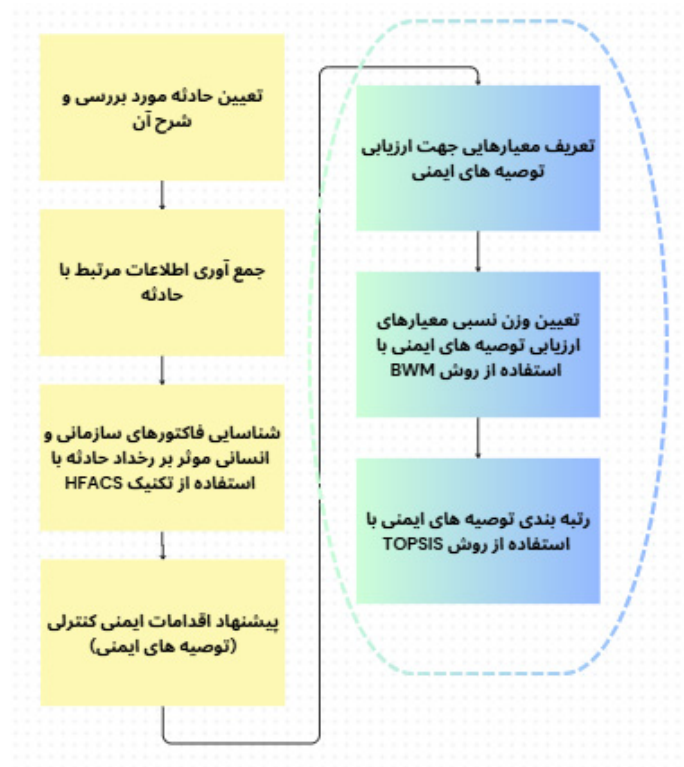 تعیین حادثه مورد بررسی و
شرح آن
جمع آوری اطلاعات مرتبط با
حادثه
شناسایی فاکتورهای سازمانی و
انسانی موثر بر رخداد حادثه با
استفاده از تکنیک HFACS
پیشنهاد اقدامات ایمنی کنترلی
(توصیه های ایمنی)
تعریف معیارهایی جهت ارزیابی
توصیه های ایمنی
تعیین وزن نسبی معیارهای
ارزیابی توصیه های ایمنی با
استفاده از روش BWM
رتبه بندی توصیه های ایمنی با
استفاده از روش TOPSIS